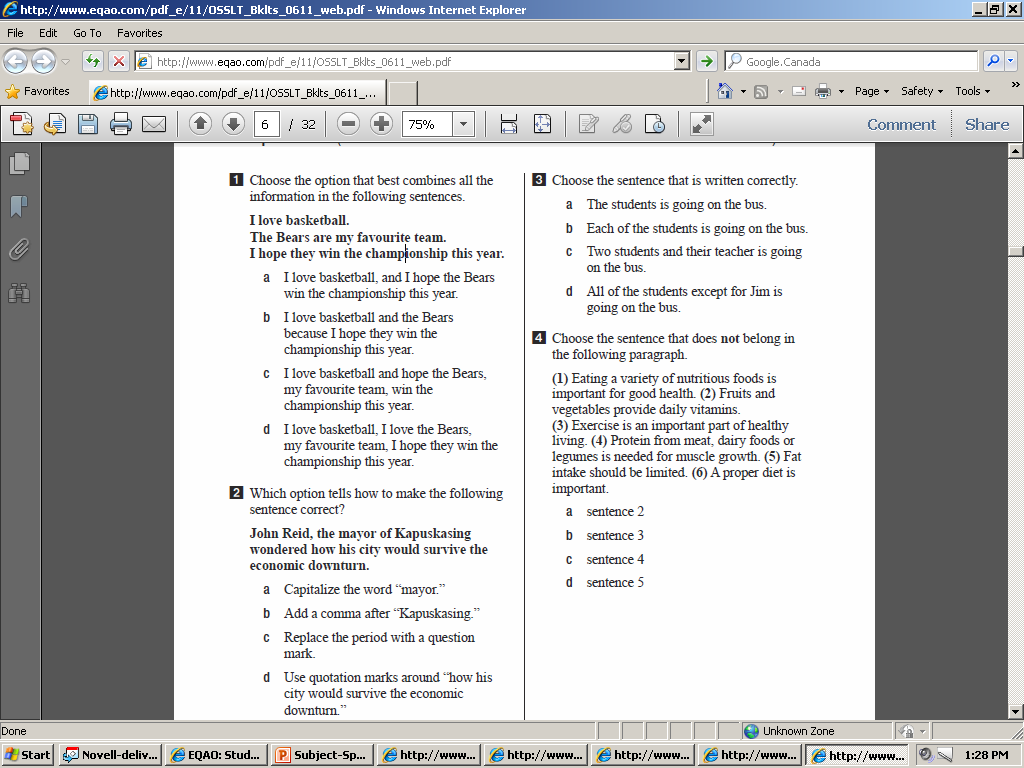 http://www.eqao.com/pdf_e/11/OSSLT_Bklts_0611_web.pdf - Windows Internet Explorer
File Edit Go To Favorites
http://www.eqao.com/pdf_e/11/OSSLT_Bklts_0611_web.pdf
Google.Canada
Favorites
http://www.eqao.com/pdf_e/11/OSSLT_Bklts_0611_...
Page Safety Tools
6 / 32
75%
Comment Share
1 Choose the option that best combines all the
information in the following sentences.
I love basketball.
The Bears are my favourite team.
I hope they win the championship this year.
a I love basketball, and I hope the Bears
win the championship this year.
b I love basketball and the Bears
because I hope they win the
championship this year.
c I love basketball and hope the Bears,
my favourite team, win the
championship this year.
d I love basketball, I love the Bears,
my favourite team, I hope they win the
championship this year.
2 Which option tells how to make the following
sentence correct?
John Reid, the mayor of Kapuskasing
wondered how his city would survive the
economic downturn.
a Capitalize the word “mayor.”
b Add a comma after “Kapuskasing.”
c Replace the period with a question
mark.
d Use quotation marks around “how his
city would survive the economic
downturn.”
3 Choose the sentence that is written correctly.
a The students is going on the bus.
b Each of the students is going on the bus.
c Two students and their teacher is going
on the bus.
d All of the students except for Jim is
going on the bus.
4 Choose the sentence that does not belong in
the following paragraph.
(1) Eating a variety of nutritious foods is
important for good health. (2) Fruits and
vegetables provide daily vitamins.
(3) Exercise is an important part of healthy
living. (4) Protein from meat, dairy foods or
legumes is needed for muscle growth. (5) Fat
intake should be limited. (6) A proper diet is
important.
a sentence 2
b sentence 3
c sentence 4
d sentence 5
Done
Unknown Zone
Start
Novell-deliv...
EQAO: Stud...
Subject-Sp...
http://www...
http://www...
http://www...
http://www...
http://www...
1:28 PM